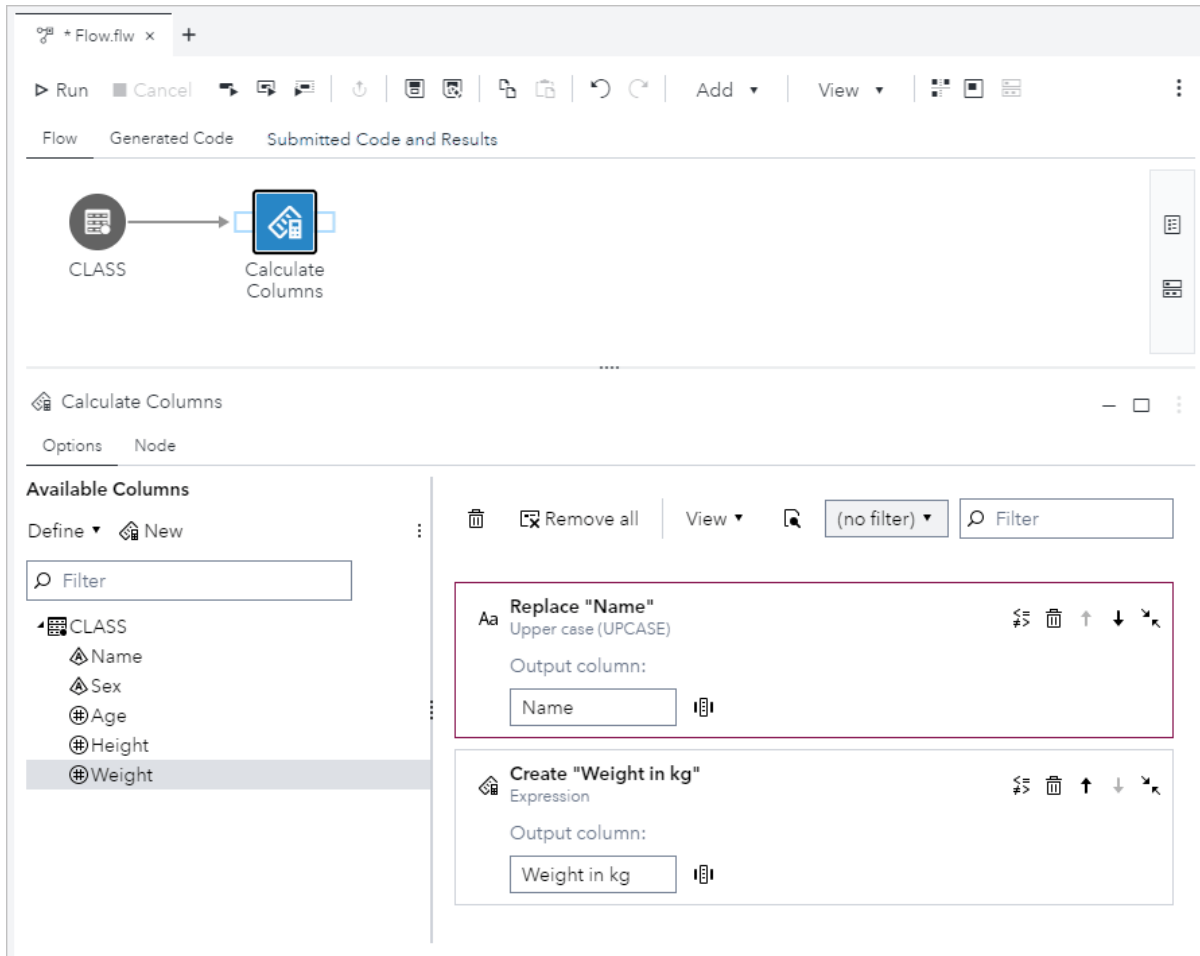 * Flow.flw ×
Run Cancel Add View
Flow Generated Code Submitted Code and Results
CLASS
Calculate
Columns
Calculate Columns
Options Node
Available Columns
Define New
Filter
CLASS
Name
Sex
Age
Height
Weight
Remove all View (no filter) Filter
Aa Replace "Name"
Upper case (UPCASE)
Output column:
Name
Create "Weight in kg"
Expression
Output column:
Weight in kg